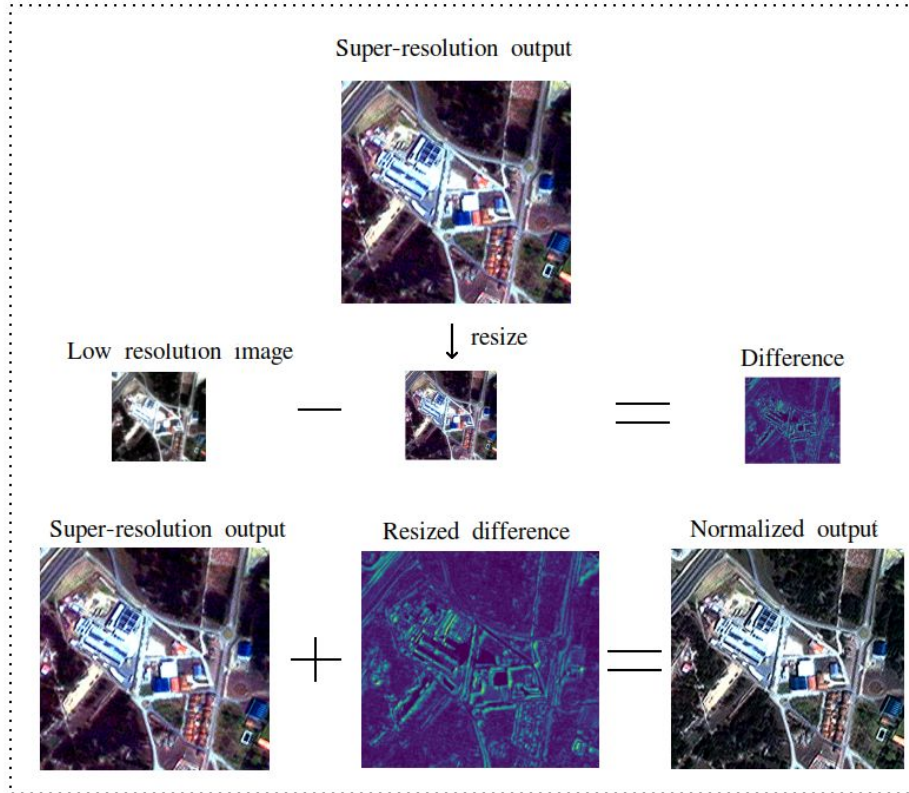 Super-resolution output
resize
Low resolution image
Difference
Super-resolution output
Resized difference
Normalized output